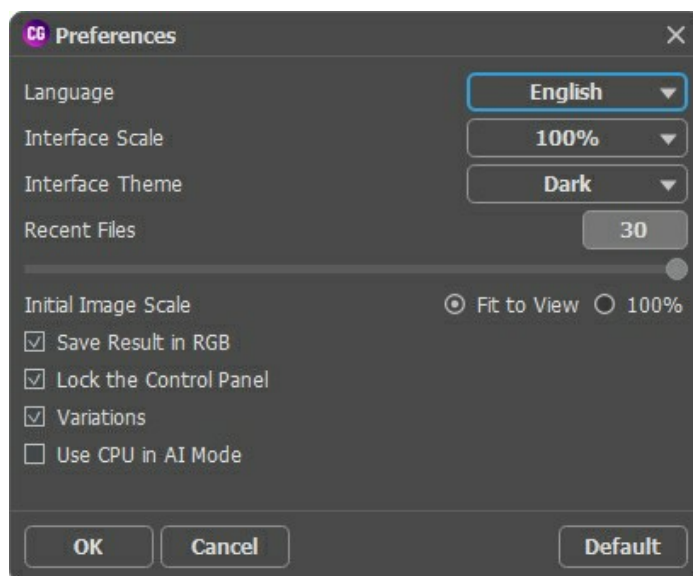 CG Preferences
Language English
Interface Scale 100%
Interface Theme Dark
Recent Files 30
Initial Image Scale Fit to View 100%
Save Result in RGB
Lock the Control Panel
Variations
Use CPU in AI Mode
OK Cancel Default